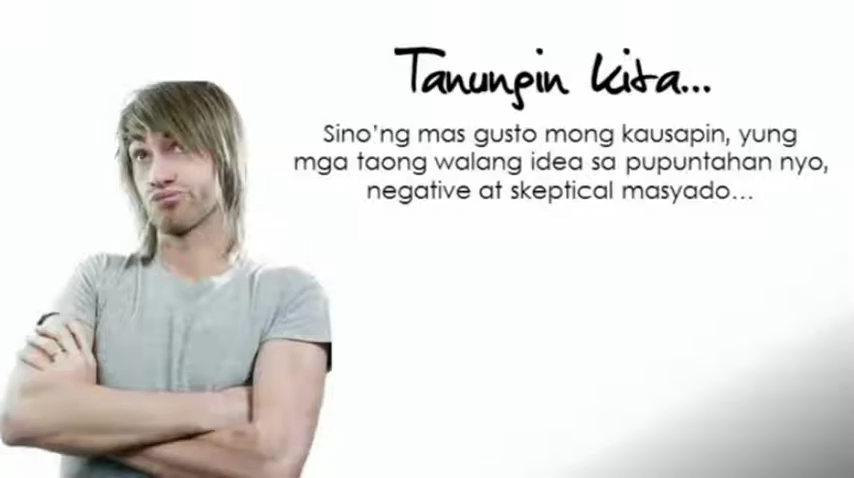 Tanungin kita...
Sino'ng mas gusto mong kausapin, yung
mga taong walang idea sa pupuntahan nyo,
negative at skeptical masyado...